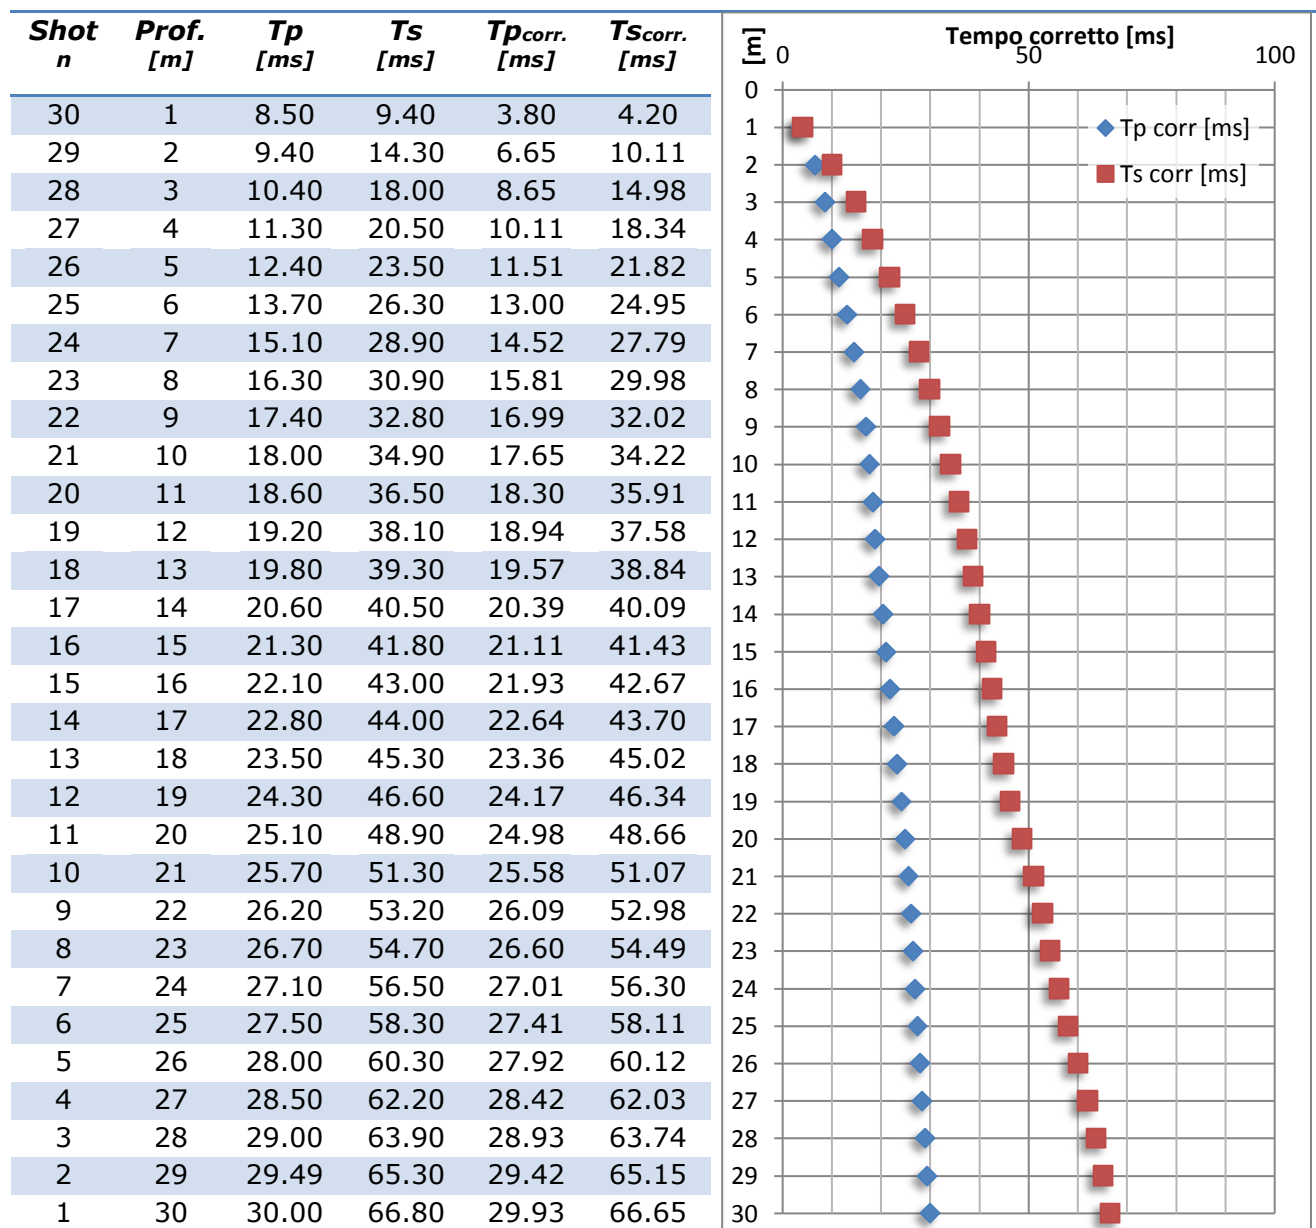 Shot Prof. Tp Ts Tpcorr. Tscorr.
n [m] [ms] [ms] [ms] [ms]
30 1 8.50 9.40 3.80 4.20
29 2 9.40 14.30 6.65 10.11
28 3 10.40 18.00 8.65 14.98
27 4 11.30 20.50 10.11 18.34
26 5 12.40 23.50 11.51 21.82
25 6 13.70 26.30 13.00 24.95
24 7 15.10 28.90 14.52 27.79
23 8 16.30 30.90 15.81 29.98
22 9 17.40 32.80 16.99 32.02
21 10 18.00 34.90 17.65 34.22
20 11 18.60 36.50 18.30 35.91
19 12 19.20 38.10 18.94 37.58
18 13 19.80 39.30 19.57 38.84
17 14 20.60 40.50 20.39 40.09
16 15 21.30 41.80 21.11 41.43
15 16 22.10 43.00 21.93 42.67
14 17 22.80 44.00 22.64 43.70
13 18 23.50 45.30 23.36 45.02
12 19 24.30 46.60 24.17 46.34
11 20 25.10 48.90 24.98 48.66
10 21 25.70 51.30 25.58 51.07
9 22 26.20 53.20 26.09 52.98
8 23 26.70 54.70 26.60 54.49
7 24 27.10 56.50 27.01 56.30
6 25 27.50 58.30 27.41 58.11
5 26 28.00 60.30 27.92 60.12
4 27 28.50 62.20 28.42 62.03
3 28 29.00 63.90 28.93 63.74
2 29 29.49 65.30 29.42 65.15
1 30 30.00 66.80 29.93 66.65
Tempo corretto [ms]
[m]
0 50 100
0
1
2
3
4
5
6
7
8
9
10
11
12
13
14
15
16
17
18
19
20
21
22
23
24
25
26
27
28
29
30
Tp corr [ms]
Ts corr [ms]